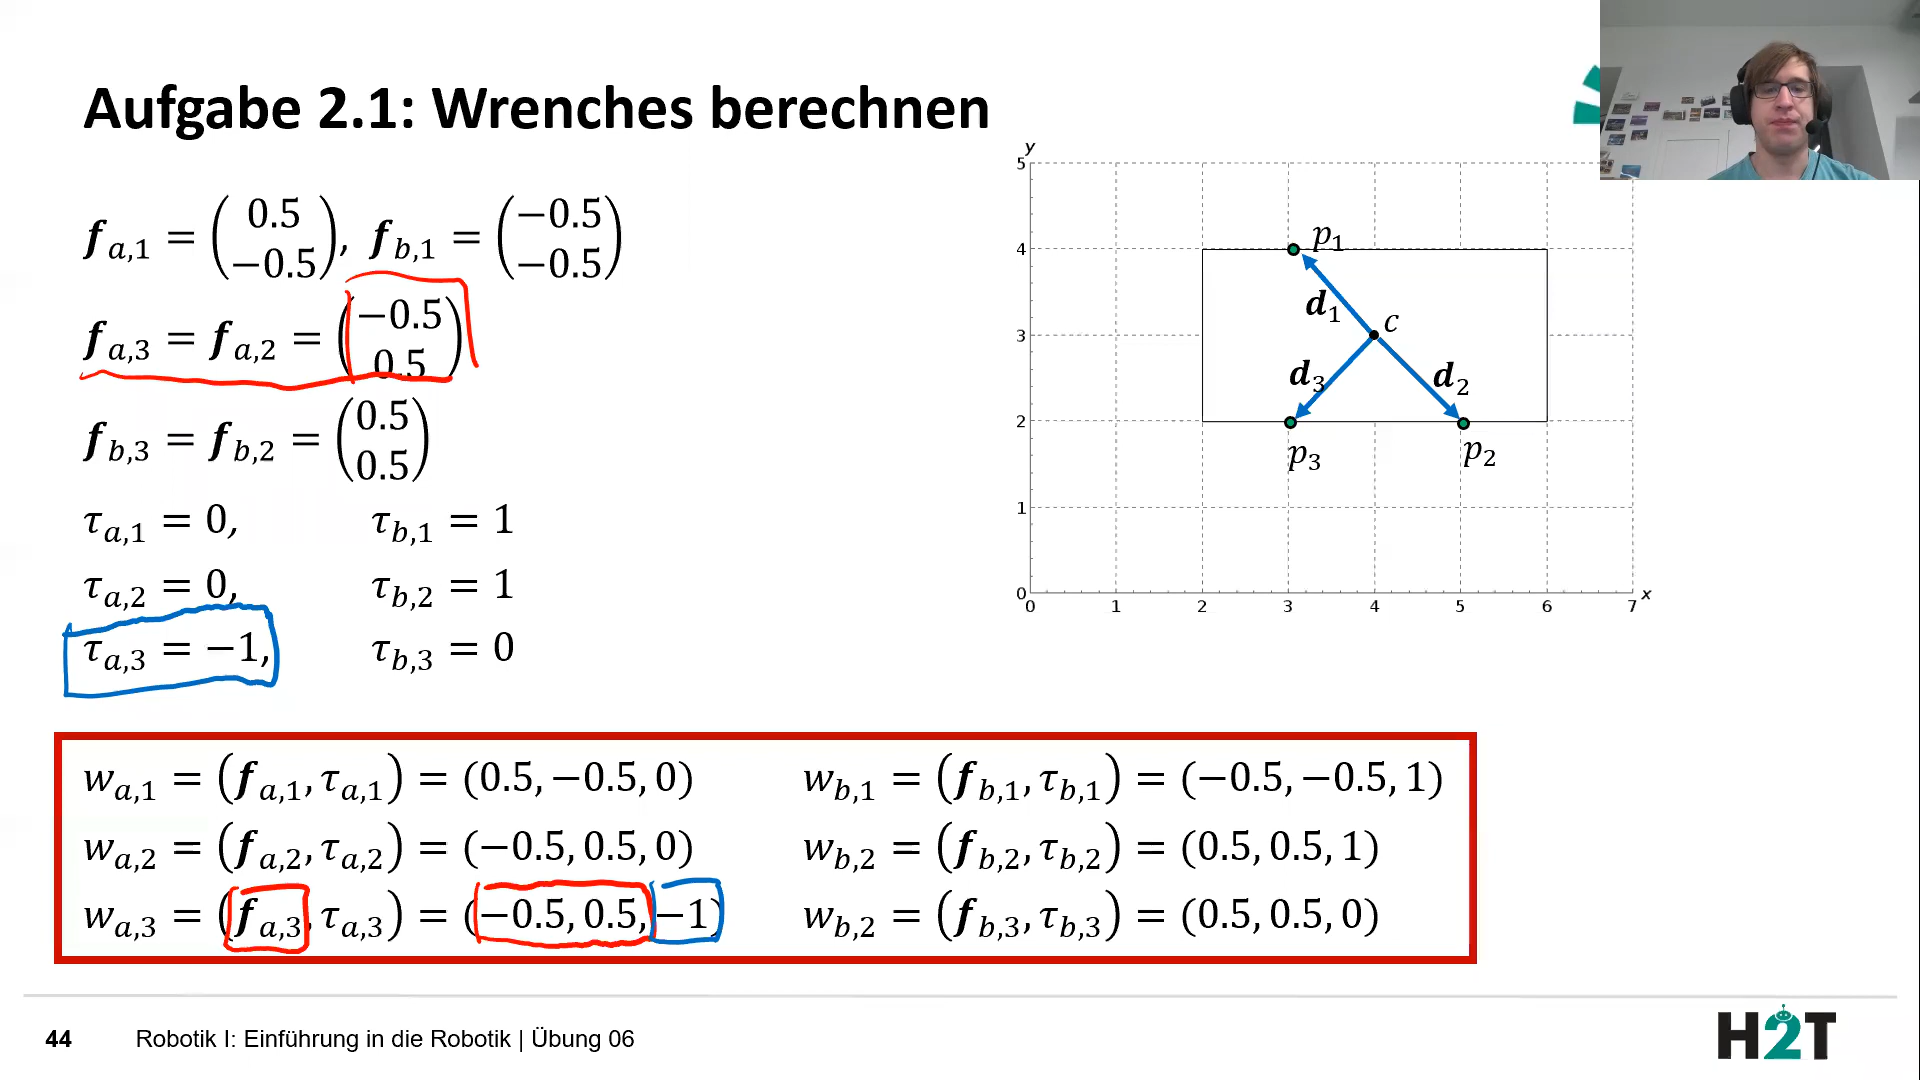 Aufgabe 2.1: Wrenches berechnen
f_{a,1} = (0.5 −0.5), f_{b,1} = (−0.5 −0.5)
f_{a,3} = f_{a,2} = (−0.5 0.5)
f_{b,3} = f_{b,2} = (0.5 0.5)
τ_{a,1} = 0, τ_{b,1} = 1
τ_{a,2} = 0, τ_{b,2} = 1
τ_{a,3} = −1, τ_{b,3} = 0
y
5
4
3
2
1
0
0 1 2 3 4 5 6 7 x
p_1
d_1
c
d_3
d_2
p_3
p_2
w_{a,1} = (f_{a,1}, τ_{a,1}) = (0.5, −0.5, 0) w_{b,1} = (f_{b,1}, τ_{b,1}) = (−0.5, −0.5, 1)
w_{a,2} = (f_{a,2}, τ_{a,2}) = (−0.5, 0.5, 0) w_{b,2} = (f_{b,2}, τ_{b,2}) = (0.5, 0.5, 1)
w_{a,3} = (f_{a,3}, τ_{a,3}) = (−0.5, 0.5, −1) w_{b,2} = (f_{b,3}, τ_{b,3}) = (0.5, 0.5, 0)
44 Robotik I: Einführung in die Robotik | Übung 06
H2T